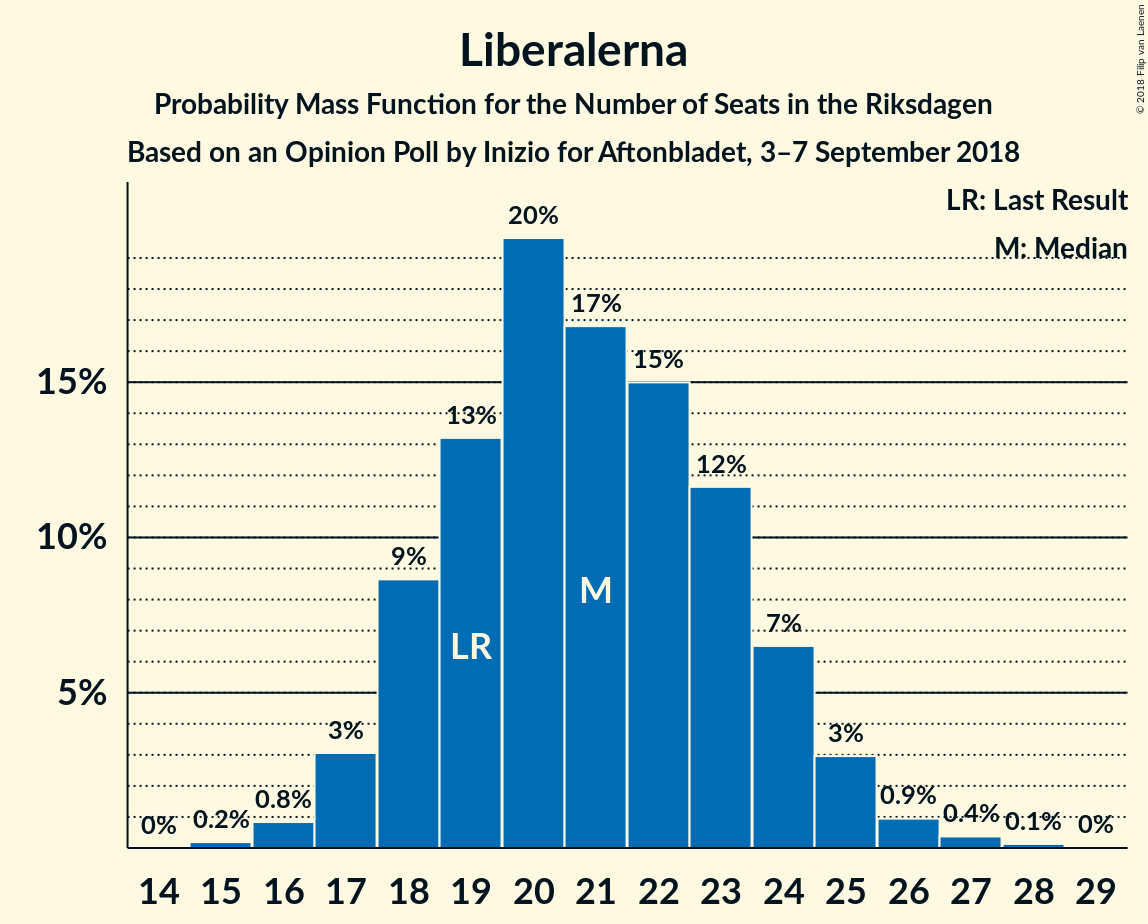 Liberalerna
Probability Mass Function for the Number of Seats in the Riksdagen
Based on an Opinion Poll by Inizio for Aftonbladet, 3–7 September 2018
© 2018 Filip van Laenen
LR: Last Result
M: Median
15%
10%
5%
0%
0.2%
0.8%
3%
9%
13%
20%
17%
15%
12%
7%
3%
0.9%
0.4%
0.1%
0%
LR
M
14 15 16 17 18 19 20 21 22 23 24 25 26 27 28 29